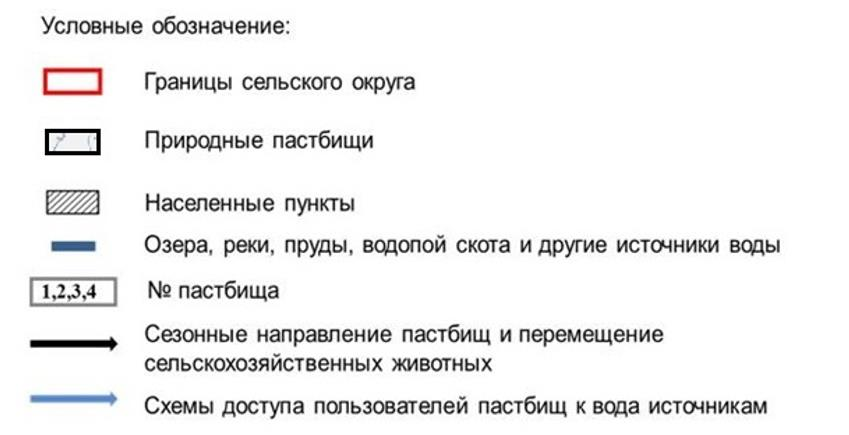 Условные обозначение:
Границы сельского округа
Природные пастбищи
Населенные пункты
Озера, реки, пруды, водопой скота и другие источники воды
1,2,3,4 № пастбища
Сезонные направление пастбищ и перемещение
сельскохозяйственных животных
Схемы доступа пользователей пастбищ к вода источникам